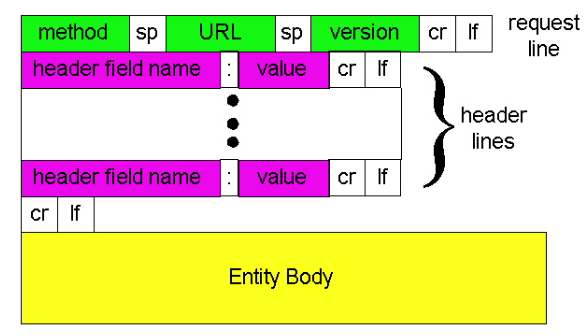 method sp URL sp version cr lf request line
header field name : value cr lf
header lines
header field name : value cr lf
cr lf
Entity Body